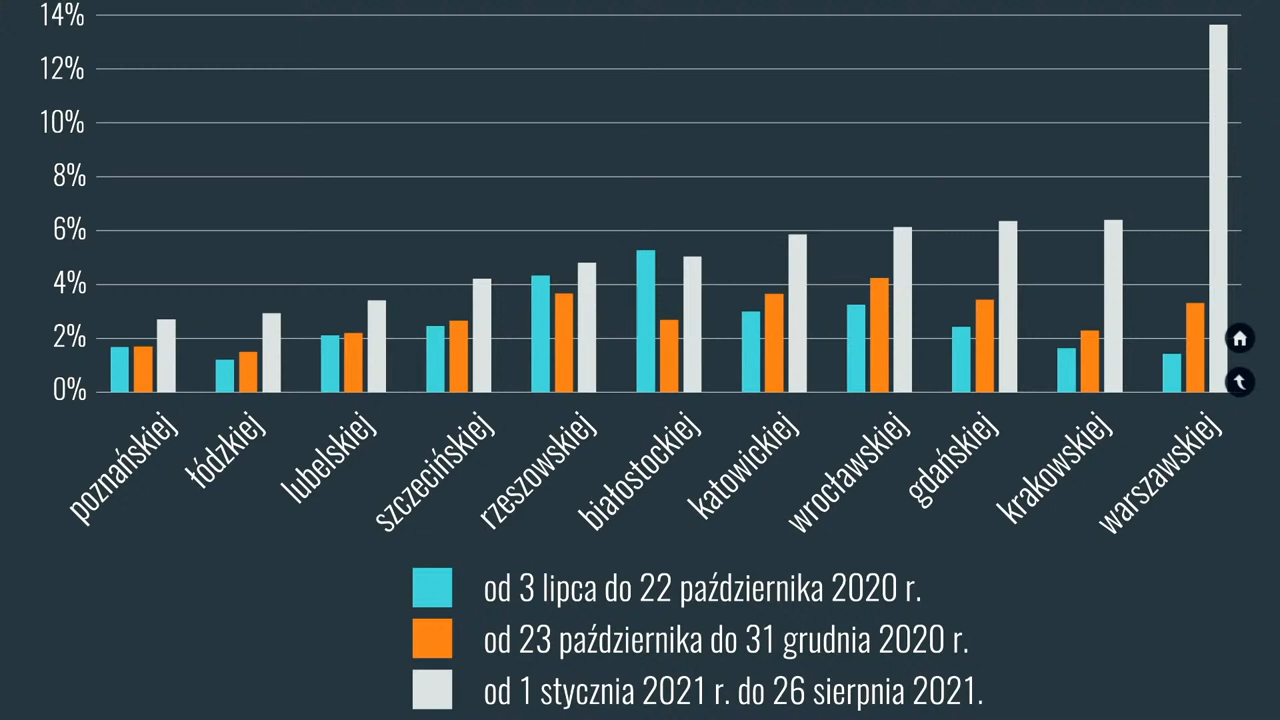 14%
12%
10%
8%
6%
4%
2%
0%
poznańskiej
łódzkiej
lubelskiej
szczecińskiej
rzeszowskiej
białostockiej
katowickiej
wrocławskiej
gdańskiej
krakowskiej
warszawskiej
od 3 lipca do 22 października 2020 r.
od 23 października do 31 grudnia 2020 r.
od 1 stycznia 2021 r. do 26 sierpnia 2021.